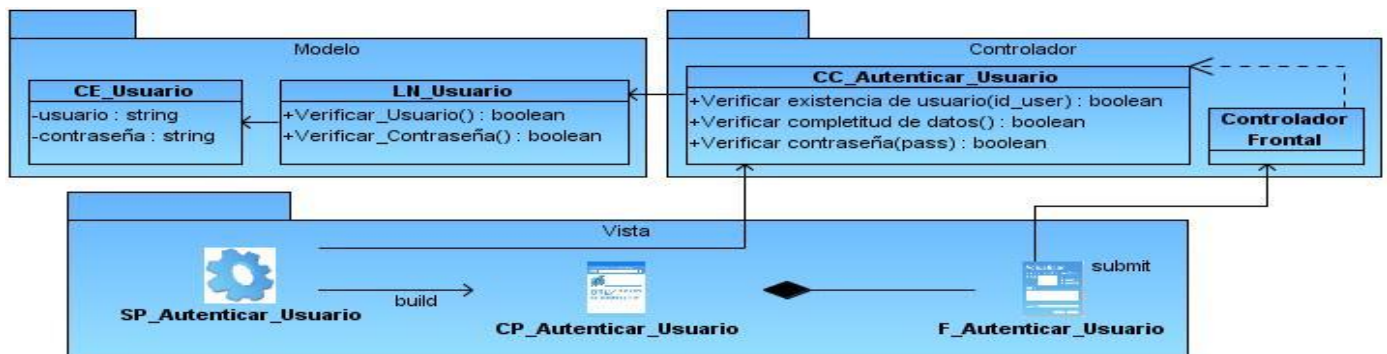 Modelo
CE_Usuario
-usuario : string
-contraseña : string
LN_Usuario
+Verificar_Usuario() : boolean
+Verificar_Contraseña() : boolean
Controlador
CC_Autenticar_Usuario
+Verificar existencia de usuario(id_user) : boolean
+Verificar completitud de datos() : boolean
+Verificar contraseña(pass) : boolean
Controlador
Frontal
Vista
SP_Autenticar_Usuario
build
CP_Autenticar_Usuario
submit
F_Autenticar_Usuario